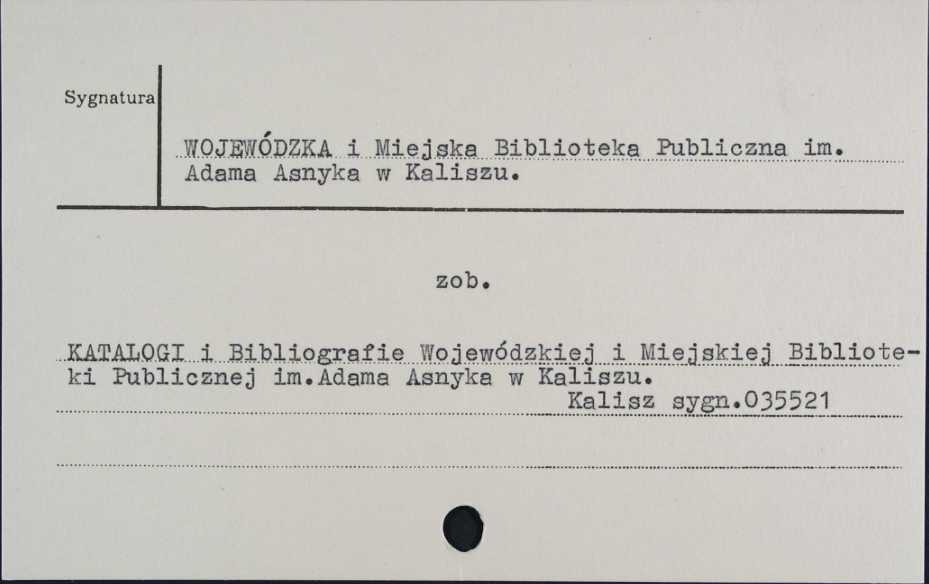 Sygnatura
WOJEWÓDZKA i Miejska Biblioteka Publiczna im.
Adama Asnyka w Kaliszu.
zob.
KATALOGI i Bibliografie Wojewódzkiej i Miejskiej Bibliote-
ki Publicznej im.Adama Asnyka w Kaliszu.
Kalisz sygn.035521